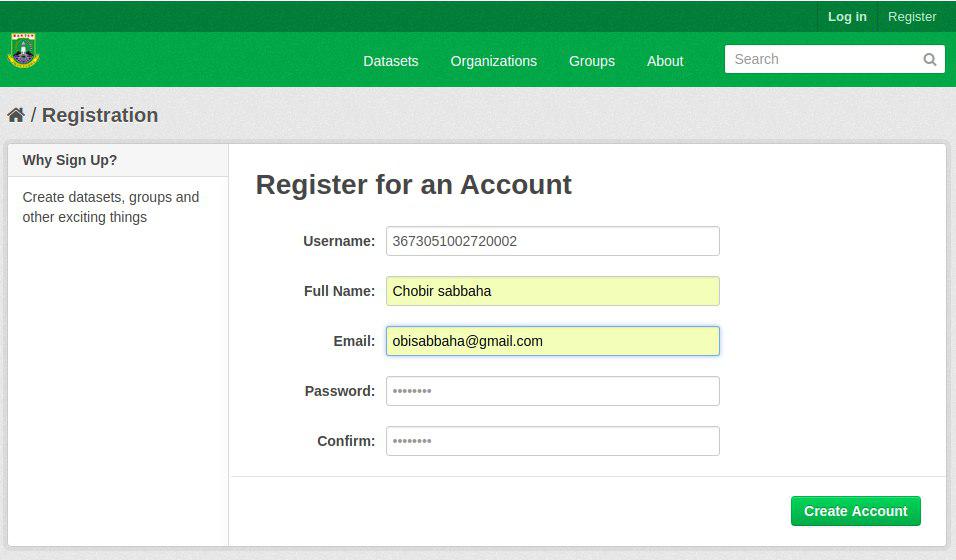 Log in Register
Datasets Organizations Groups About Search
/ Registration
Why Sign Up?
Create datasets, groups and
other exciting things
Register for an Account
Username: 3673051002720002
Full Name: Chobir sabbaha
Email: obisabbaha@gmail.com
Password: ••••••••
Confirm: ••••••••
Create Account